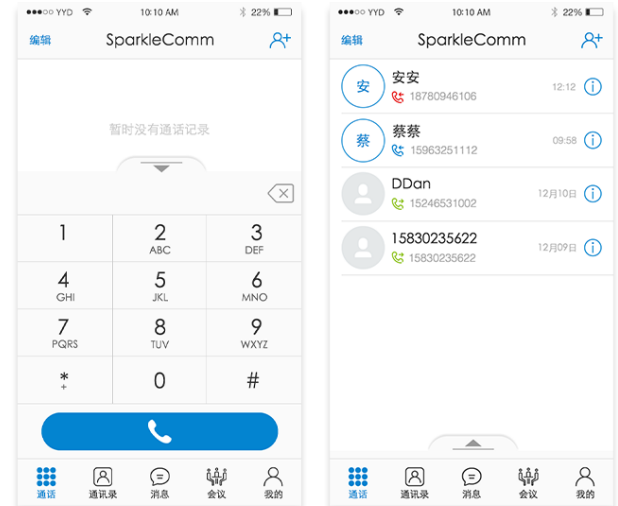 YYD 10:10 AM 22%
编辑 SparkleComm
暂时没有通话记录
1 2 3
ABC DEF
4 5 6
GHI JKL MNO
7 8 9
PQRS TUV WXYZ
* 0 #
+
通话 通讯录 消息 会议 我的
YYD 10:10 AM 22%
编辑 SparkleComm
安 安安
18780946106 12:12
蔡 蔡蔡
15963251112 09:58
DDan
15246531002 12月10日
15830235622
15830235622 12月09日
通话 通讯录 消息 会议 我的